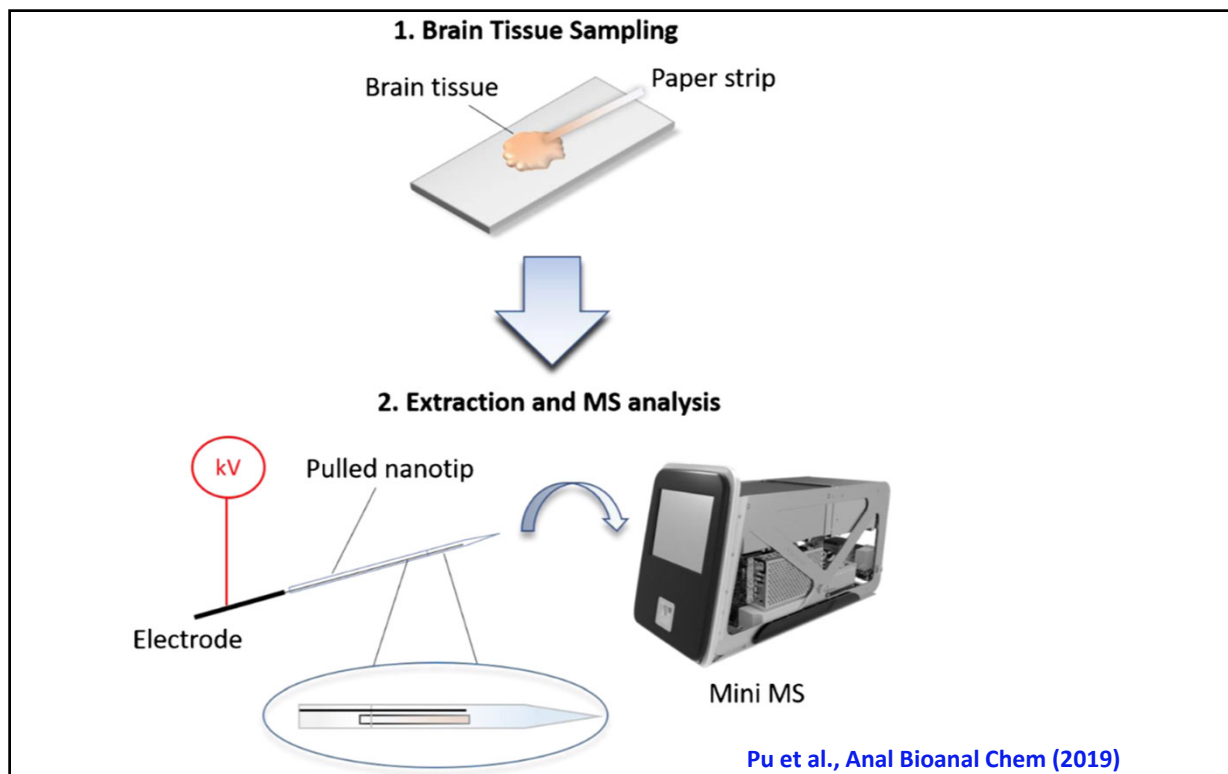 1. Brain Tissue Sampling
Brain tissue
Paper strip
2. Extraction and MS analysis
kV
Pulled nanotip
Electrode
Mini MS
Pu et al., Anal Bioanal Chem (2019)